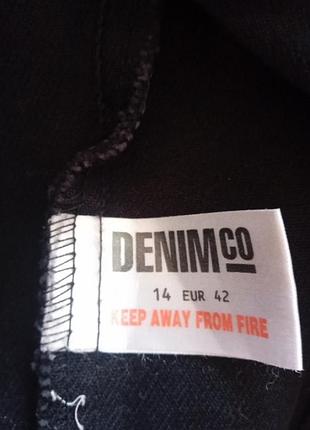 DENIMCO
14 EUR 42
KEEP AWAY FROM FIRE